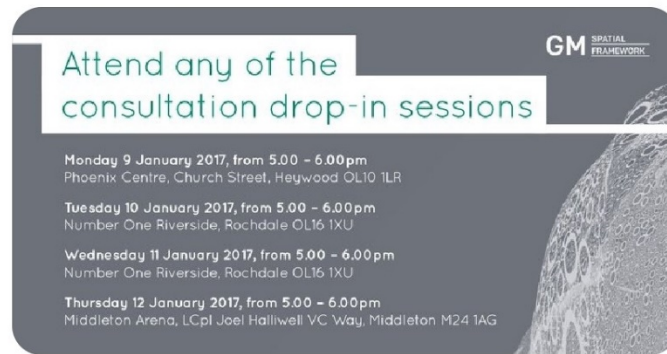 GM SPATIAL
FRAMEWORK
Attend any of the
consultation drop-in sessions
Monday 9 January 2017, from 5.00 – 6.00pm
Phoenix Centre, Church Street, Heywood OL10 1LR
Tuesday 10 January 2017, from 5.00 – 6.00pm
Number One Riverside, Rochdale OL16 1XU
Wednesday 11 January 2017, from 5.00 – 6.00pm
Number One Riverside, Rochdale OL16 1XU
Thursday 12 January 2017, from 5.00 – 6.00pm
Middleton Arena, LCpl Joel Halliwell VC Way, Middleton M24 1AG